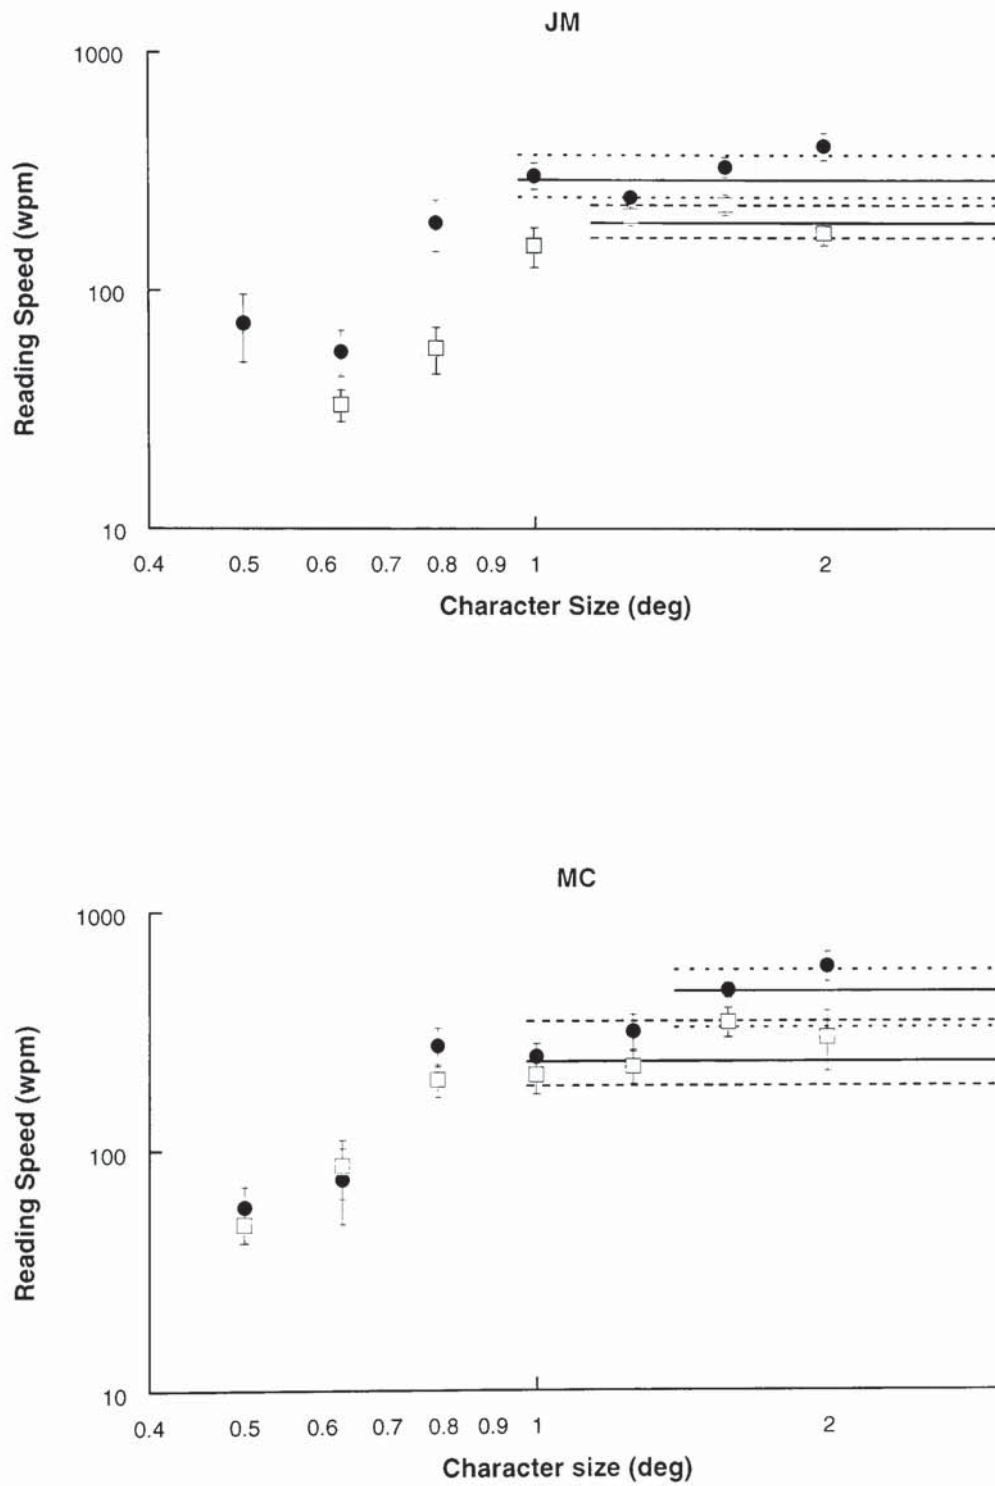 JM
1000
100
10
Reading Speed (wpm)
0.4 0.5 0.6 0.7 0.8 0.9 1 2
Character Size (deg)
MC
1000
100
10
Reading Speed (wpm)
0.4 0.5 0.6 0.7 0.8 0.9 1 2
Character size (deg)